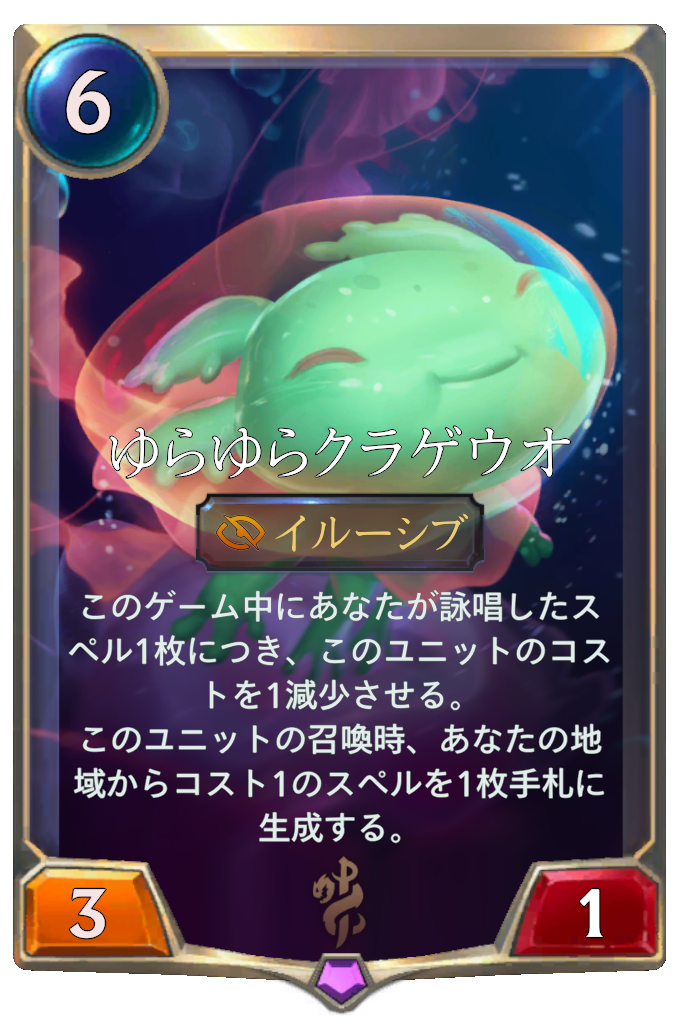 6
ゆらゆらクラゲウオ
イルーシブ
このゲーム中にあなたが詠唱したス
ペル1枚につき、このユニットのコス
トを1減少させる。
このユニットの召喚時、あなたの地
域からコスト1のスペルを1枚手札に
生成する。
3
1